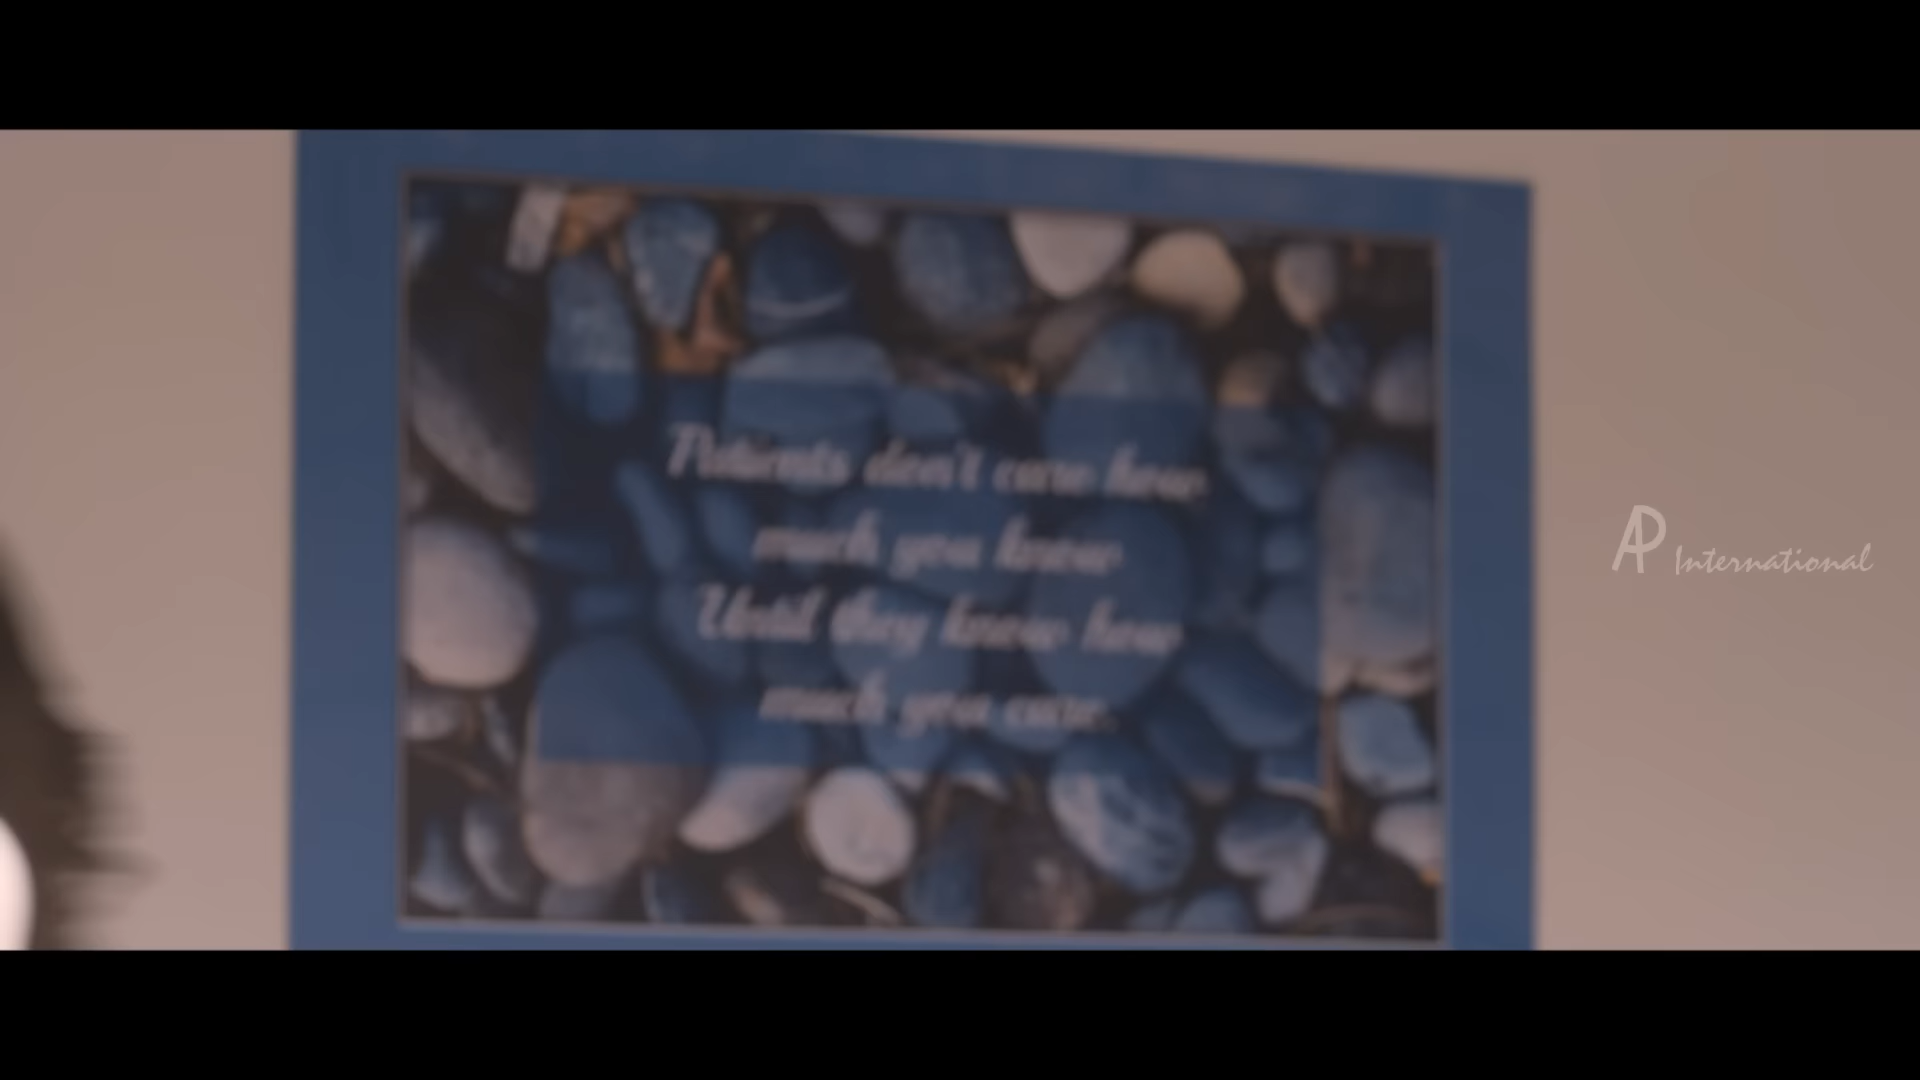 Patients don't care how
much you know
Until they know how
much you care.
AP International